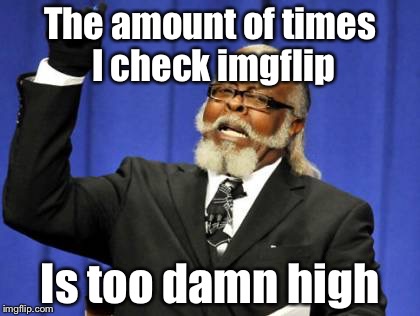 The amount of times
I check imgflip
Is too damn high
imgflip.com